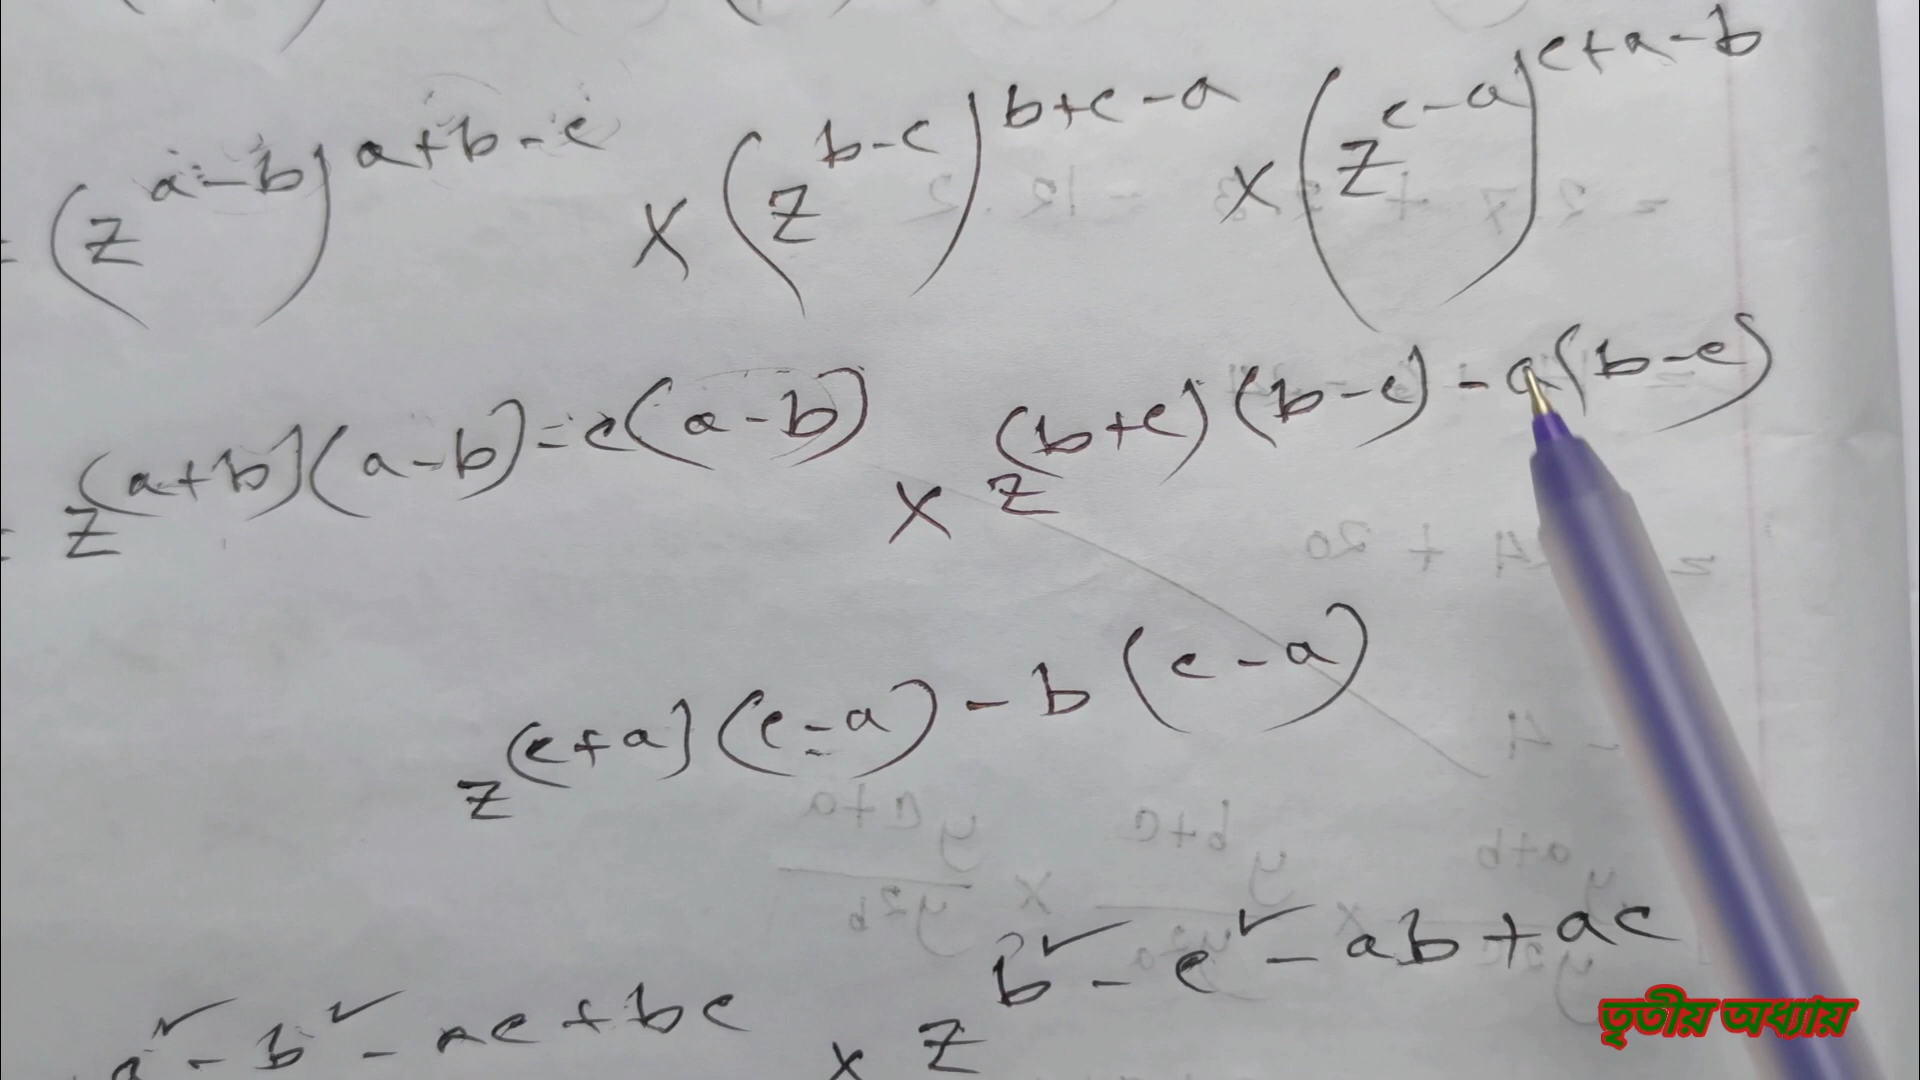 = (z^{a-b})^{a+b-c} × (z^{b-c})^{b+c-a} × (z^{c-a})^{c+a-b}
= z^{(a+b)(a-b)-c(a-b)} × z^{(b+c)(b-c)-a(b-c)}
z^{(c+a)(c-a)-b(c-a)}
a² - b² - ac + bc × z^{b² - c² - ab + ac}
তৃতীয় অধ্যায়